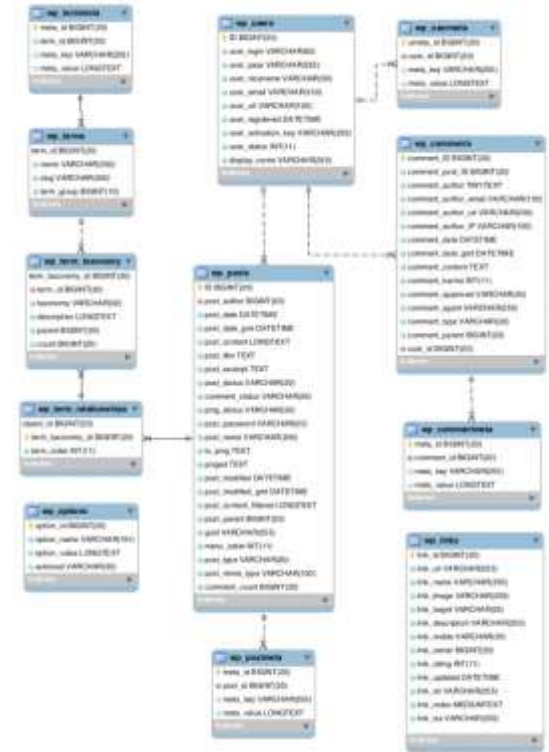 wp_termmeta
meta_id BIGINT(20)
term_id BIGINT(20)
meta_key VARCHAR(255)
meta_value LONGTEXT
Indexes
wp_terms
term_id BIGINT(20)
name VARCHAR(200)
slug VARCHAR(200)
term_group BIGINT(10)
Indexes
wp_term_taxonomy
term_taxonomy_id BIGINT(20)
term_id BIGINT(20)
taxonomy VARCHAR(32)
description LONGTEXT
parent BIGINT(20)
count BIGINT(20)
wp_term_relationships
object_id BIGINT(20)
term_taxonomy_id BIGINT(20)
term_order INT(11)
wp_options
option_id BIGINT(20)
option_name VARCHAR(191)
option_value LONGTEXT
autoload VARCHAR(20)
wp_users
ID BIGINT(20)
user_login VARCHAR(60)
user_pass VARCHAR(255)
user_nicename VARCHAR(50)
user_email VARCHAR(100)
user_url VARCHAR(100)
user_registered DATETIME
user_activation_key VARCHAR(255)
user_status INT(11)
display_name VARCHAR(250)
Indexes
wp_posts
ID BIGINT(20)
post_author BIGINT(20)
post_date DATETIME
post_date_gmt DATETIME
post_content LONGTEXT
post_title TEXT
post_excerpt TEXT
post_status VARCHAR(20)
comment_status VARCHAR(20)
ping_status VARCHAR(20)
post_password VARCHAR(20)
post_name VARCHAR(200)
to_ping TEXT
pinged TEXT
post_modified DATETIME
post_modified_gmt DATETIME
post_content_filtered LONGTEXT
post_parent BIGINT(20)
guid VARCHAR(255)
menu_order INT(11)
post_type VARCHAR(20)
post_mime_type VARCHAR(100)
comment_count BIGINT(20)
Indexes
wp_postmeta
meta_id BIGINT(20)
post_id BIGINT(20)
meta_key VARCHAR(255)
meta_value LONGTEXT
Indexes
wp_usermeta
umeta_id BIGINT(20)
user_id BIGINT(20)
meta_key VARCHAR(255)
meta_value LONGTEXT
Indexes
wp_comments
comment_ID BIGINT(20)
comment_post_ID BIGINT(20)
comment_author TINYTEXT
comment_author_email VARCHAR(100)
comment_author_url VARCHAR(200)
comment_author_IP VARCHAR(100)
comment_date DATETIME
comment_date_gmt DATETIME
comment_content TEXT
comment_karma INT(11)
comment_approved VARCHAR(20)
comment_agent VARCHAR(255)
comment_type VARCHAR(20)
comment_parent BIGINT(20)
user_id BIGINT(20)
Indexes
wp_commentmeta
meta_id BIGINT(20)
comment_id BIGINT(20)
meta_key VARCHAR(255)
meta_value LONGTEXT
Indexes
wp_links
link_id BIGINT(20)
link_url VARCHAR(255)
link_name VARCHAR(255)
link_image VARCHAR(255)
link_target VARCHAR(25)
link_description VARCHAR(255)
link_visible VARCHAR(20)
link_owner BIGINT(20)
link_rating INT(11)
link_updated DATETIME
link_rel VARCHAR(255)
link_notes MEDIUMTEXT
link_rss VARCHAR(255)
Indexes